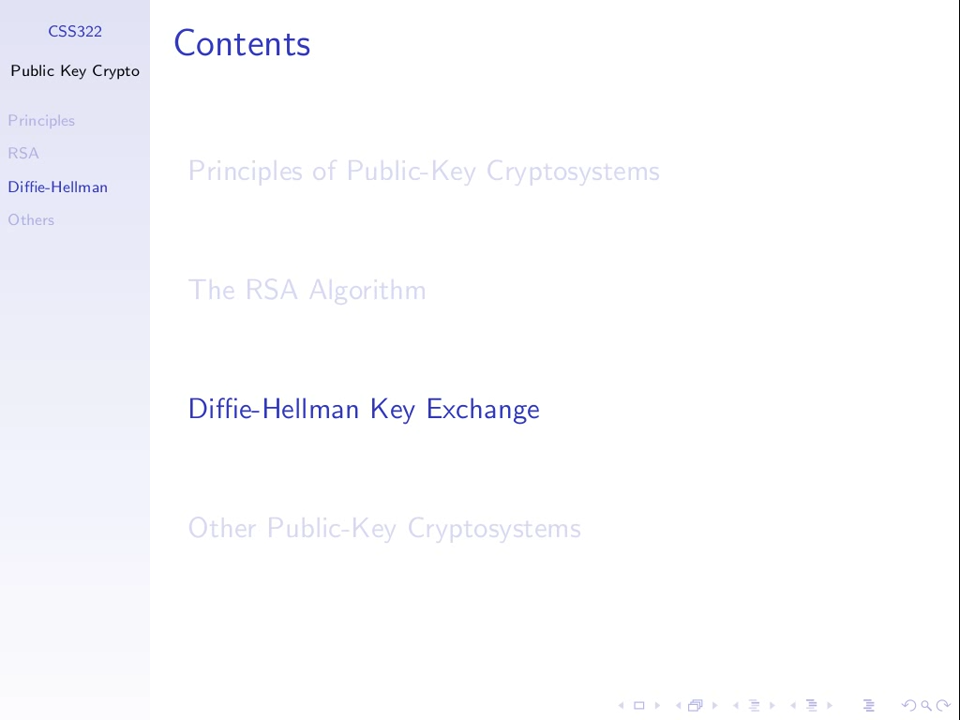 CSS322
Public Key Crypto
Principles
RSA
Diffie-Hellman
Others
Contents
Principles of Public-Key Cryptosystems
The RSA Algorithm
Diffie-Hellman Key Exchange
Other Public-Key Cryptosystems